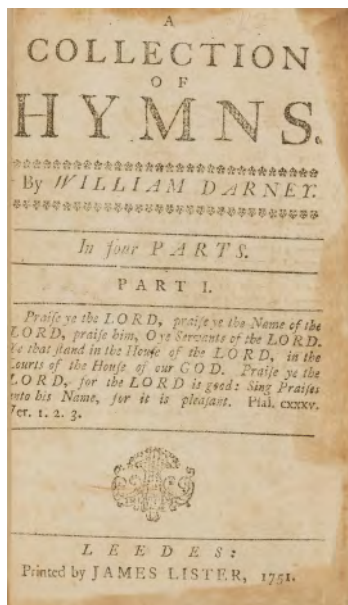 A
COLLECTION
OF
HYMNS.
By WILLIAM DARNEY.
In four PARTS.
PART I.
Praiſe ye the LORD, praiſe ye the Name of the
LORD, praiſe him, O ye Servants of the LORD.
Ye that ſtand in the Houſe of the LORD, in the
Courts of the Houſe of our GOD. Praiſe ye the
LORD, for the LORD is good: Sing Praiſes
unto his Name, for it is pleaſant. Pſal. cxxxv.
Ver. 1. 2. 3.
LEEDES:
Printed by JAMES LISTER, 1751.